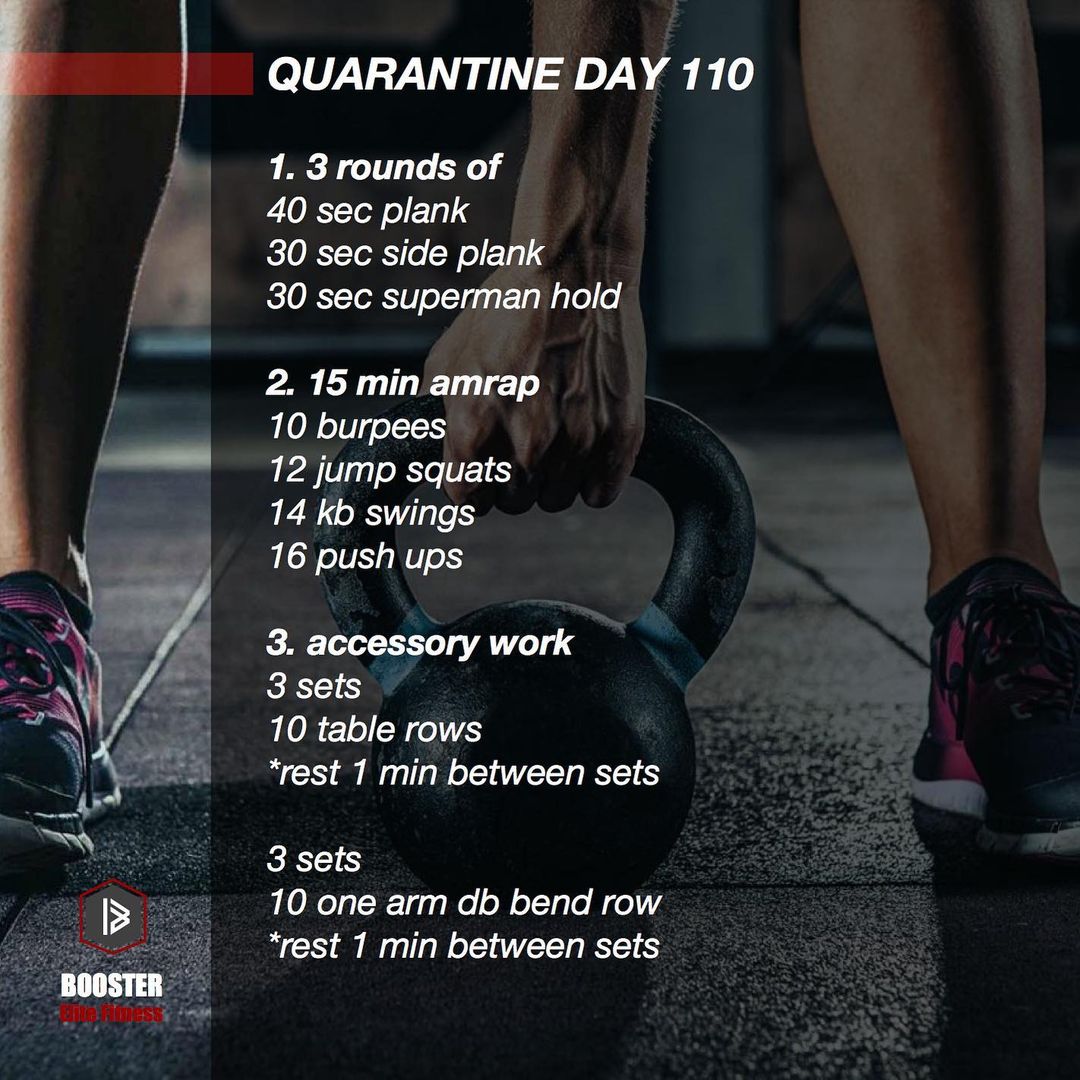 QUARANTINE DAY 110
1. 3 rounds of
40 sec plank
30 sec side plank
30 sec superman hold
2. 15 min amrap
10 burpees
12 jump squats
14 kb swings
16 push ups
3. accessory work
3 sets
10 table rows
*rest 1 min between sets
3 sets
10 one arm db bend row
*rest 1 min between sets
B
BOOSTER
Elite Fitness